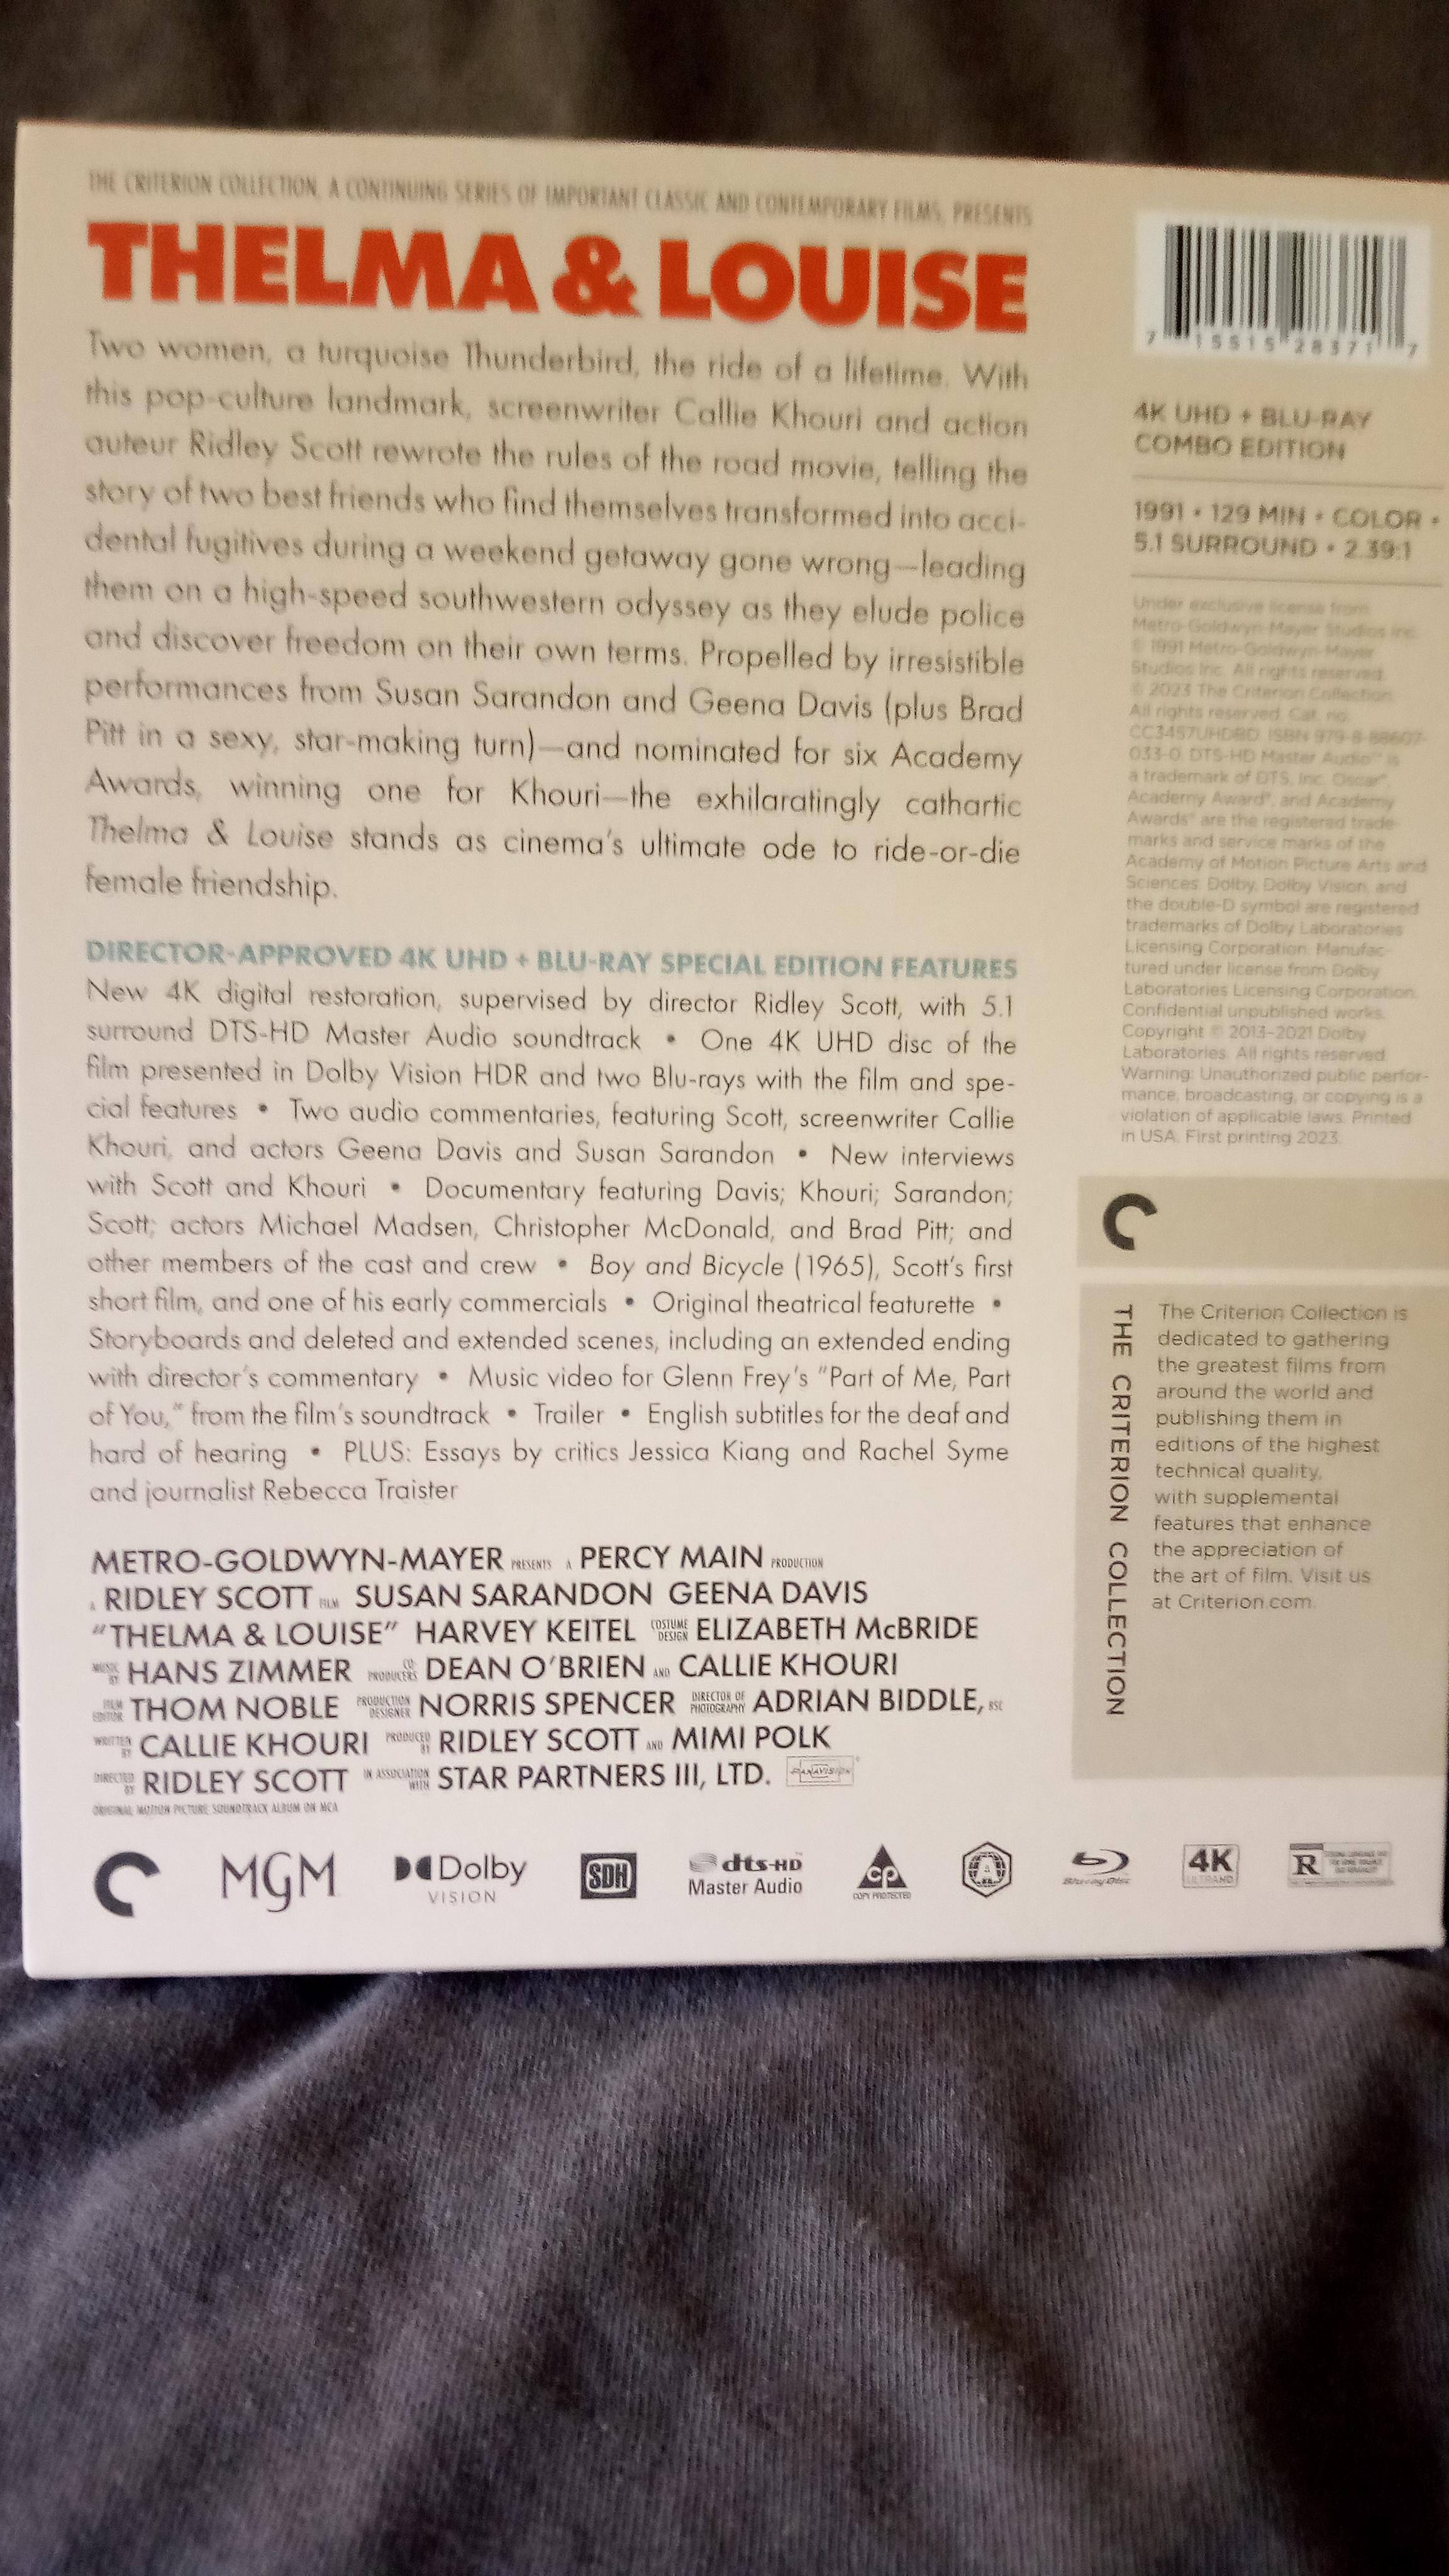 THE CRITERION COLLECTION, A CONTINUING SERIES OF IMPORTANT CLASSIC AND CONTEMPORARY FILMS, PRESENTS
THELMA & LOUISE
Two women, a turquoise Thunderbird, the ride of a lifetime. With
this pop-culture landmark, screenwriter Callie Khouri and action
auteur Ridley Scott rewrote the rules of the road movie, telling the
story of two best friends who find themselves transformed into acci-
dental fugitives during a weekend getaway gone wrong—leading
them on a high-speed southwestern odyssey as they elude police
and discover freedom on their own terms. Propelled by irresistible
performances from Susan Sarandon and Geena Davis (plus Brad
Pitt in a sexy, star-making turn)—and nominated for six Academy
Awards, winning one for Khouri—the exhilaratingly cathartic
Thelma & Louise stands as cinema's ultimate ode to ride-or-die
female friendship.
DIRECTOR-APPROVED 4K UHD + BLU-RAY SPECIAL EDITION FEATURES
New 4K digital restoration, supervised by director Ridley Scott, with 5.1
surround DTS-HD Master Audio soundtrack • One 4K UHD disc of the
film presented in Dolby Vision HDR and two Blu-rays with the film and spe-
cial features • Two audio commentaries, featuring Scott, screenwriter Callie
Khouri, and actors Geena Davis and Susan Sarandon • New interviews
with Scott and Khouri • Documentary featuring Davis; Khouri; Sarandon;
Scott; actors Michael Madsen, Christopher McDonald, and Brad Pitt; and
other members of the cast and crew • Boy and Bicycle (1965), Scott's first
short film, and one of his early commercials • Original theatrical featurette •
Storyboards and deleted and extended scenes, including an extended ending
with director's commentary • Music video for Glenn Frey's "Part of Me, Part
of You," from the film's soundtrack • Trailer • English subtitles for the deaf and
hard of hearing • PLUS: Essays by critics Jessica Kiang and Rachel Syme
and journalist Rebecca Traister
METRO-GOLDWYN-MAYER PRESENTS A PERCY MAIN PRODUCTION
A RIDLEY SCOTT FILM SUSAN SARANDON GEENA DAVIS
"THELMA & LOUISE" HARVEY KEITEL COSTUME DESIGN ELIZABETH McBRIDE
MUSIC BY HANS ZIMMER CO-PRODUCERS DEAN O'BRIEN AND CALLIE KHOURI
FILM EDITOR THOM NOBLE PRODUCTION DESIGNER NORRIS SPENCER DIRECTOR OF PHOTOGRAPHY ADRIAN BIDDLE, BSC
WRITTEN BY CALLIE KHOURI PRODUCED BY RIDLEY SCOTT AND MIMI POLK
DIRECTED BY RIDLEY SCOTT IN ASSOCIATION WITH STAR PARTNERS III, LTD. PANAVISION®
ORIGINAL MOTION PICTURE SOUNDTRACK ALBUM ON MCA
C MGM Dolby VISION SDH dts-HD Master Audio CP COPY PROTECTED A Blu-ray Disc 4K ULTRA HD R
7 15515 28371 7
4K UHD + BLU-RAY
COMBO EDITION
1991 • 129 MIN • COLOR •
5.1 SURROUND • 2.39:1
Under exclusive license from
Metro-Goldwyn-Mayer Studios Inc.
© 1991 Metro-Goldwyn-Mayer
Studios Inc. All rights reserved.
© 2023 The Criterion Collection.
All rights reserved. Cat. no.
CC3457UHDBD. ISBN 979-8-88607-
033-0. DTS-HD Master Audio™ is
a trademark of DTS, Inc. Oscar®,
Academy Award®, and Academy
Awards® are the registered trade-
marks and service marks of the
Academy of Motion Picture Arts and
Sciences. Dolby, Dolby Vision, and
the double-D symbol are registered
trademarks of Dolby Laboratories
Licensing Corporation. Manufac-
tured under license from Dolby
Laboratories Licensing Corporation.
Confidential unpublished works.
Copyright © 2013–2021 Dolby
Laboratories. All rights reserved.
Warning: Unauthorized public perfor-
mance, broadcasting, or copying is a
violation of applicable laws. Printed
in USA. First printing 2023.
THE CRITERION COLLECTION
The Criterion Collection is
dedicated to gathering
the greatest films from
around the world and
publishing them in
editions of the highest
technical quality,
with supplemental
features that enhance
the appreciation of
the art of film. Visit us
at Criterion.com.